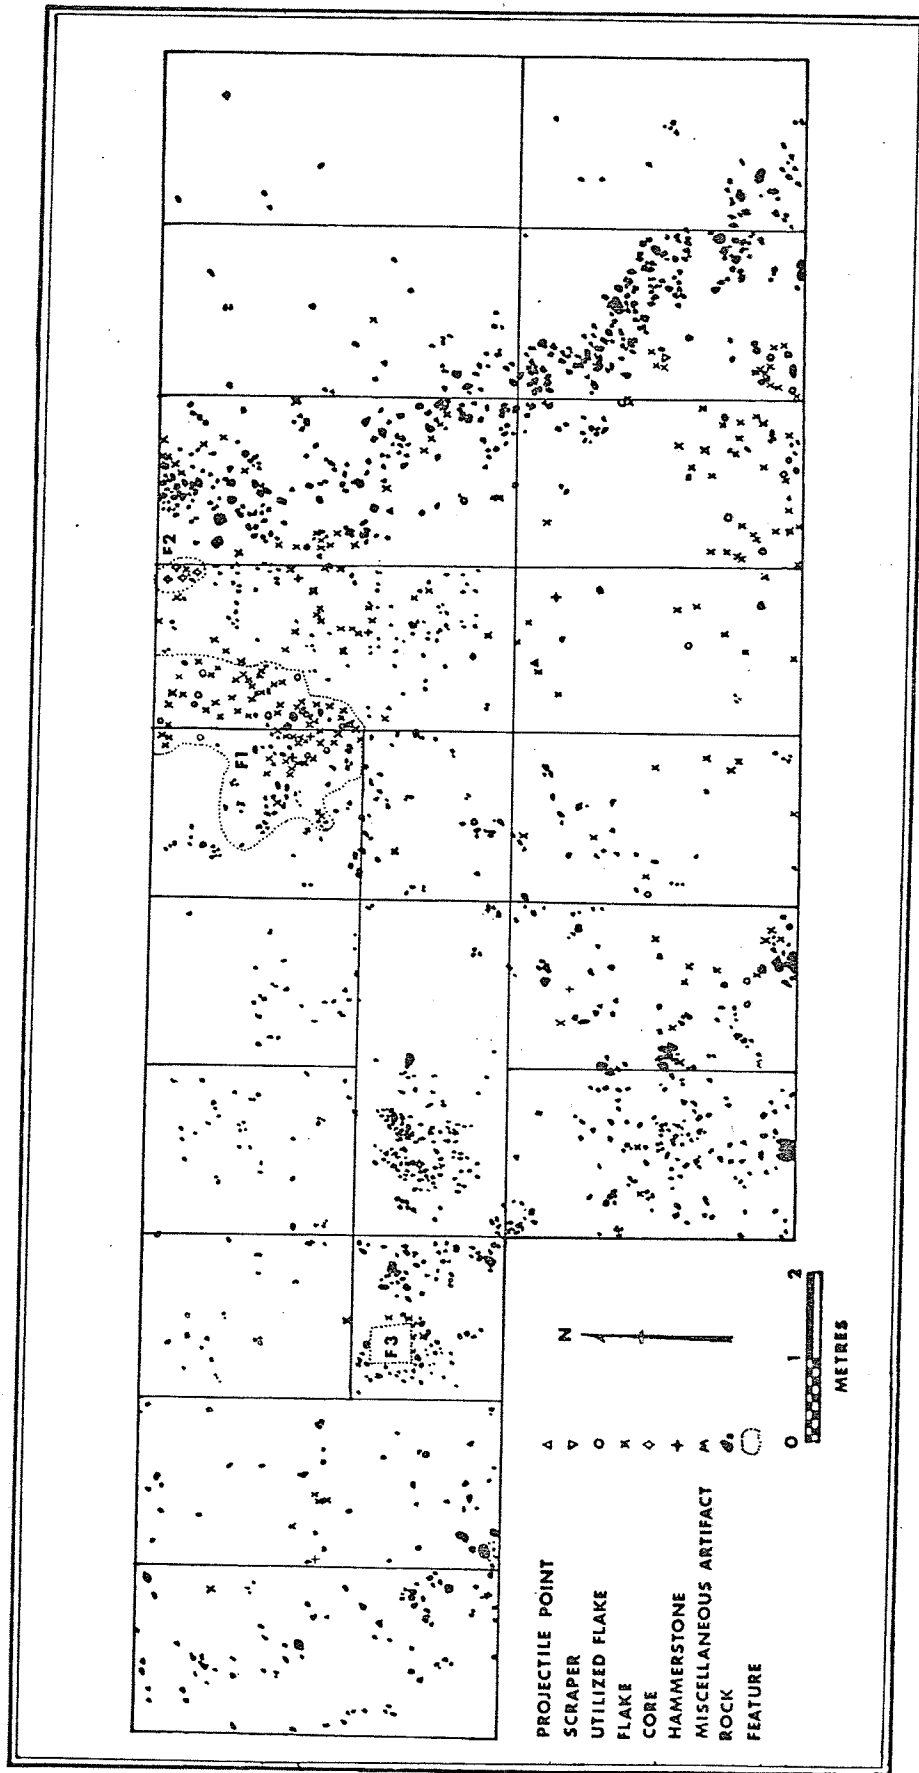 F1
F2
F3
N
PROJECTILE POINT
SCRAPER
UTILIZED FLAKE
FLAKE
CORE
HAMMERSTONE
MISCELLANEOUS ARTIFACT
ROCK
FEATURE
0 1 2
METRES